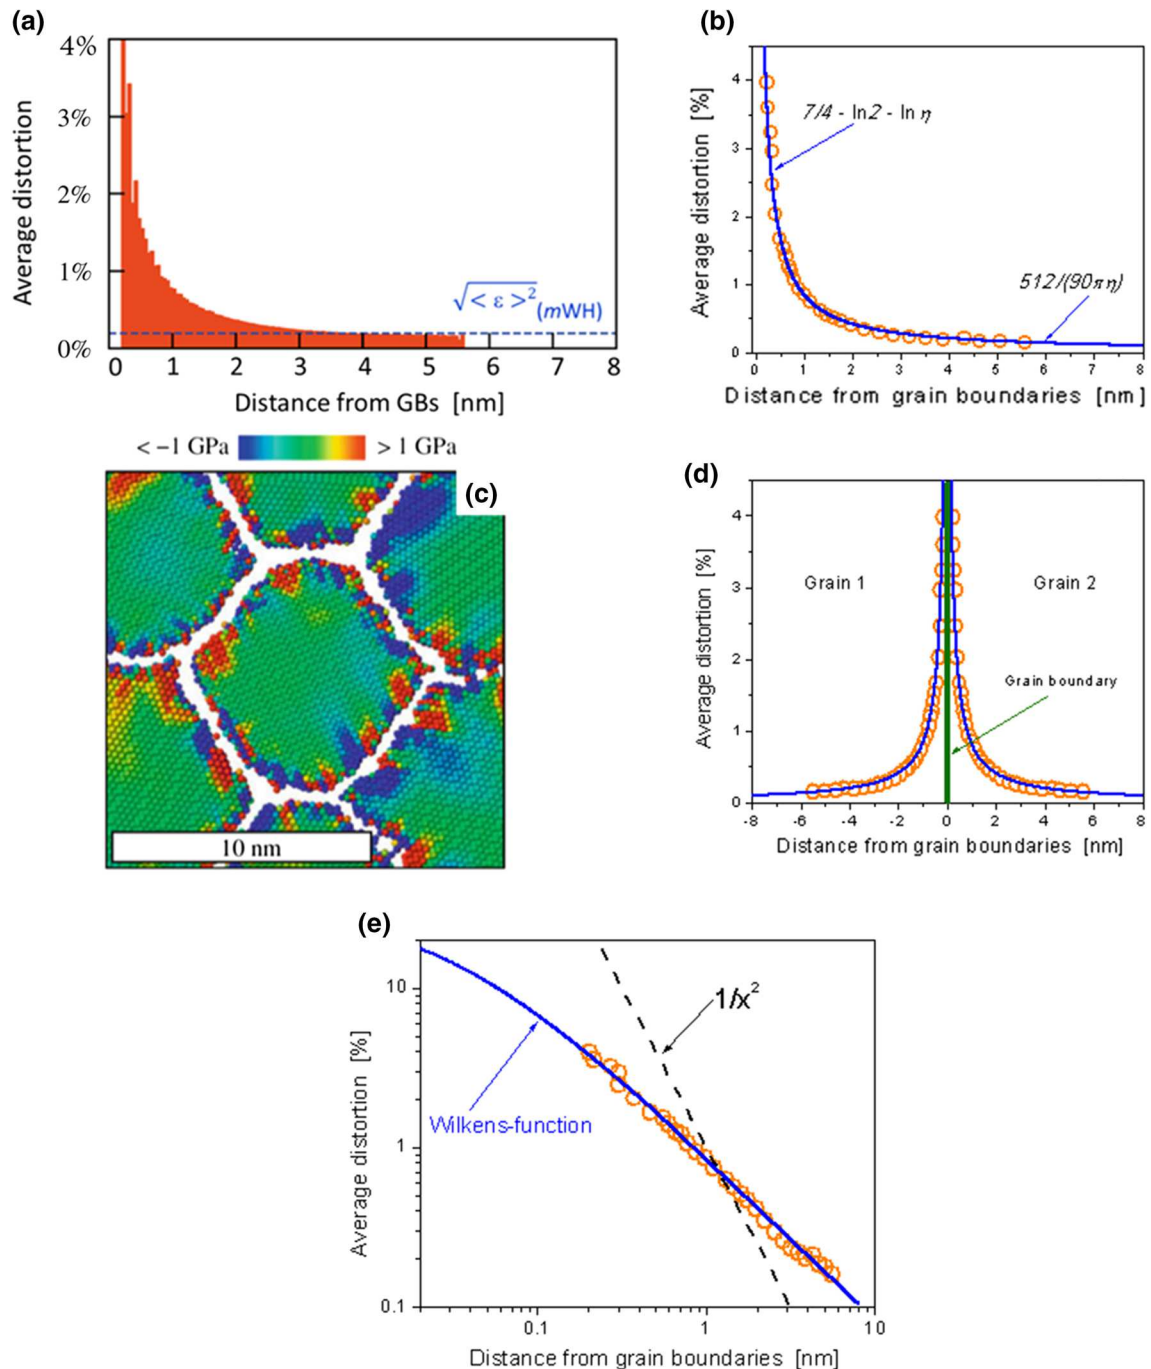 (a)
4%
3%
2%
1%
0%
Average distortion
√<ε>² (mWH)
0 1 2 3 4 5 6 7 8
Distance from GBs [nm]
(b)
4
3
2
1
0
Average distortion [%]
7/4 - ln2 - ln η
512/(90πη)
0 1 2 3 4 5 6 7 8
Distance from grain boundaries [nm]
< −1 GPa > 1 GPa
(c)
10 nm
(d)
4
3
2
1
0
Average distortion [%]
Grain 1 Grain 2
Grain boundary
-8 -6 -4 -2 0 2 4 6 8
Distance from grain boundaries [nm]
(e)
10
1
0.1
Average distortion [%]
1/x²
Wilkens-function
0.1 1 10
Distance from grain boundaries [nm]